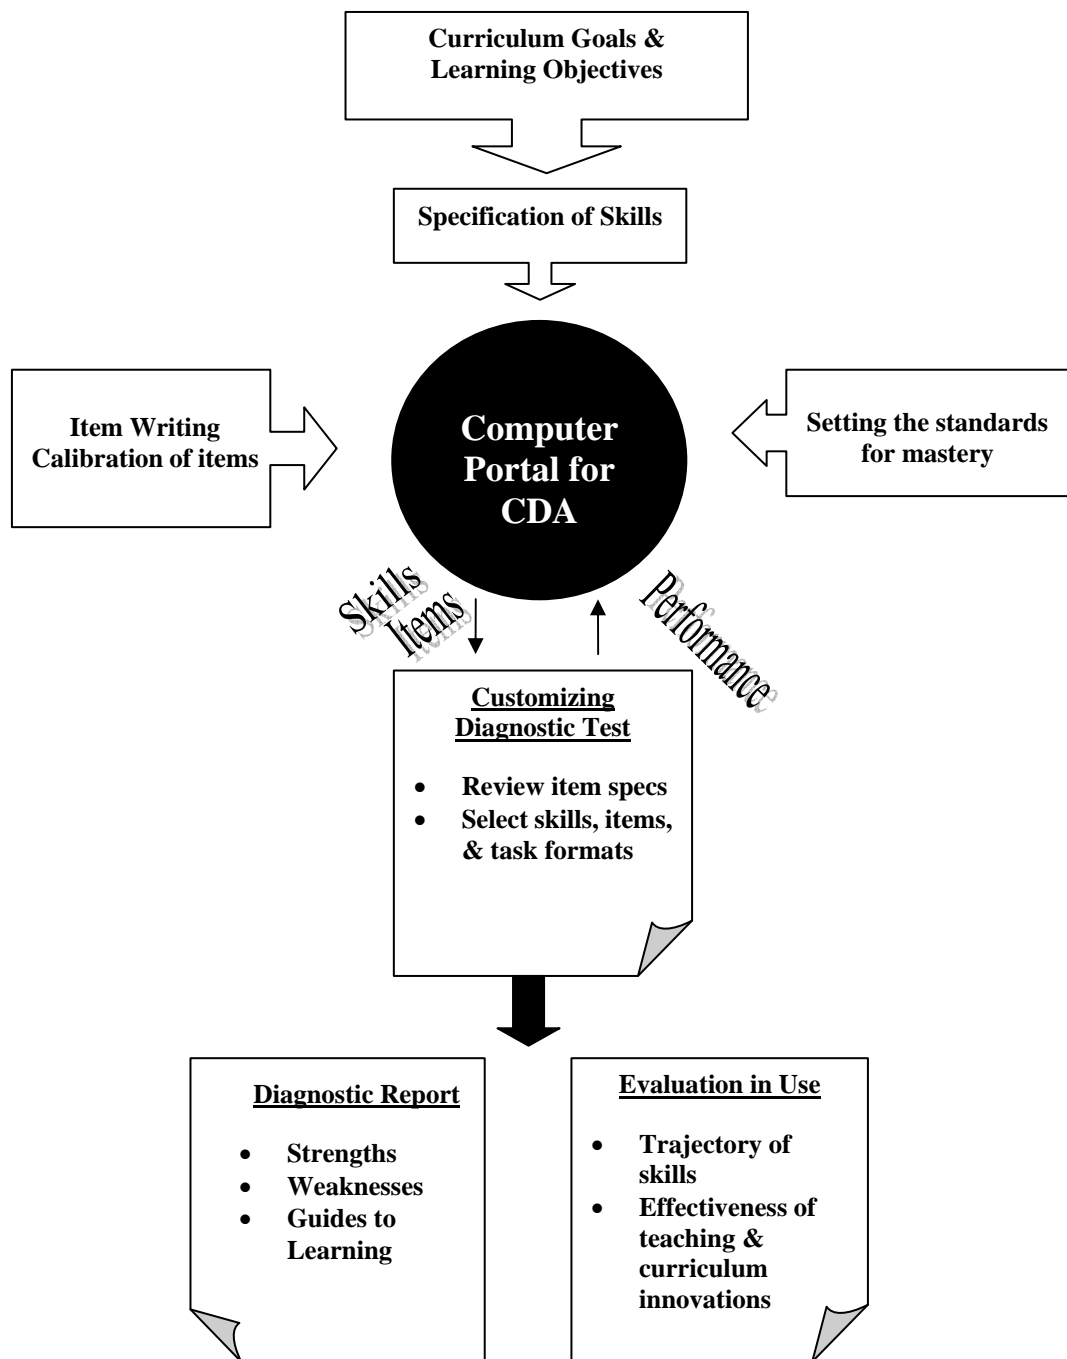 Curriculum Goals &
Learning Objectives
Specification of Skills
Item Writing
Calibration of items
Computer
Portal for
CDA
Setting the standards
for mastery
Skills
Items
Performance
Customizing
Diagnostic Test
• Review item specs
• Select skills, items,
& task formats
Diagnostic Report
• Strengths
• Weaknesses
• Guides to
Learning
Evaluation in Use
• Trajectory of
skills
• Effectiveness of
teaching &
curriculum
innovations